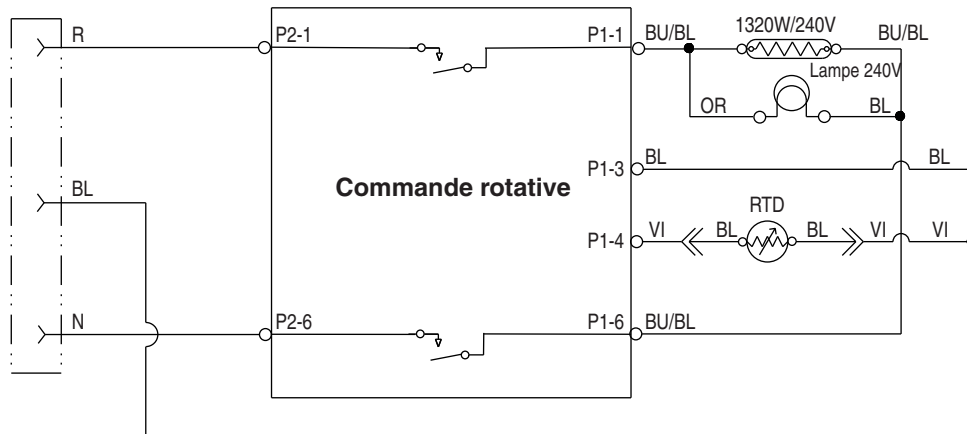 R
P2-1
P1-1
BU/BL
1320W/240V
BU/BL
Lampe 240V
OR
BL
BL
Commande rotative
P1-3
BL
BL
RTD
P1-4
VI
BL
BL
VI
VI
N
P2-6
P1-6
BU/BL